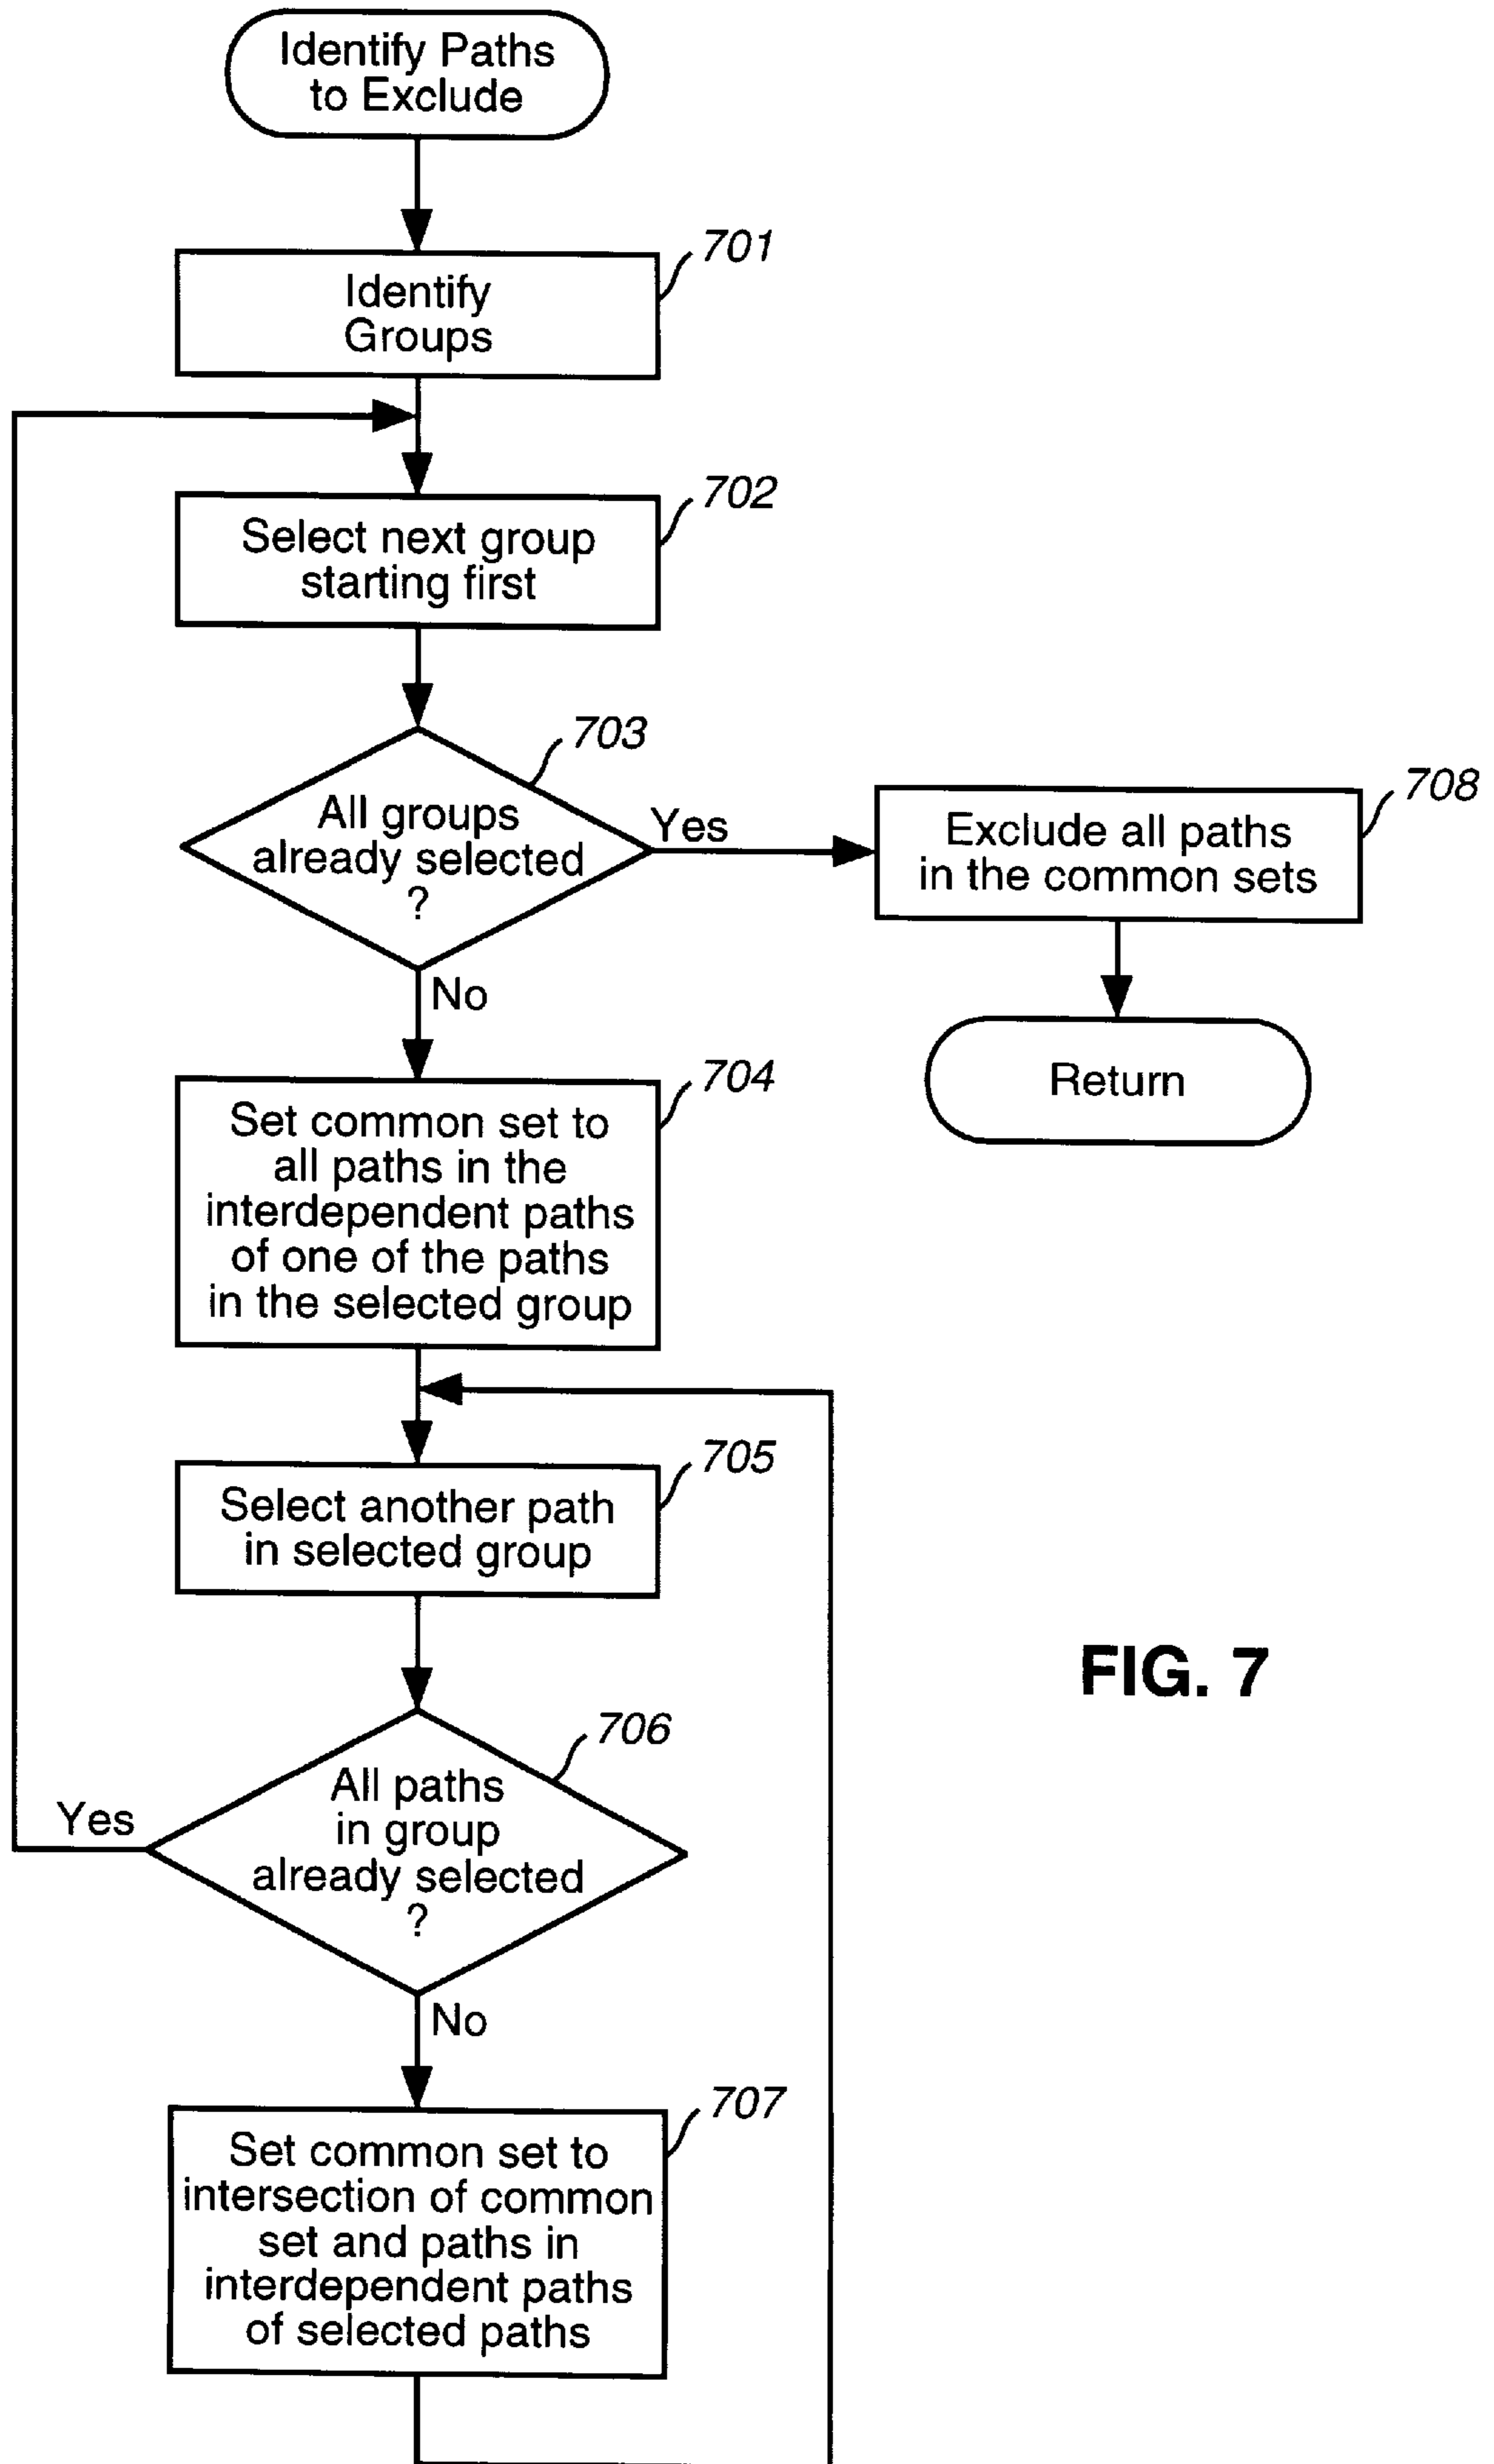 Identify Paths
to Exclude
701
Identify
Groups
702
Select next group
starting first
703
All groups
already selected
?
Yes
708
Exclude all paths
in the common sets
No
Return
704
Set common set to
all paths in the
interdependent paths
of one of the paths
in the selected group
705
Select another path
in selected group
FIG. 7
706
All paths
in group
already selected
?
Yes
No
707
Set common set to
intersection of common
set and paths in
interdependent paths
of selected paths